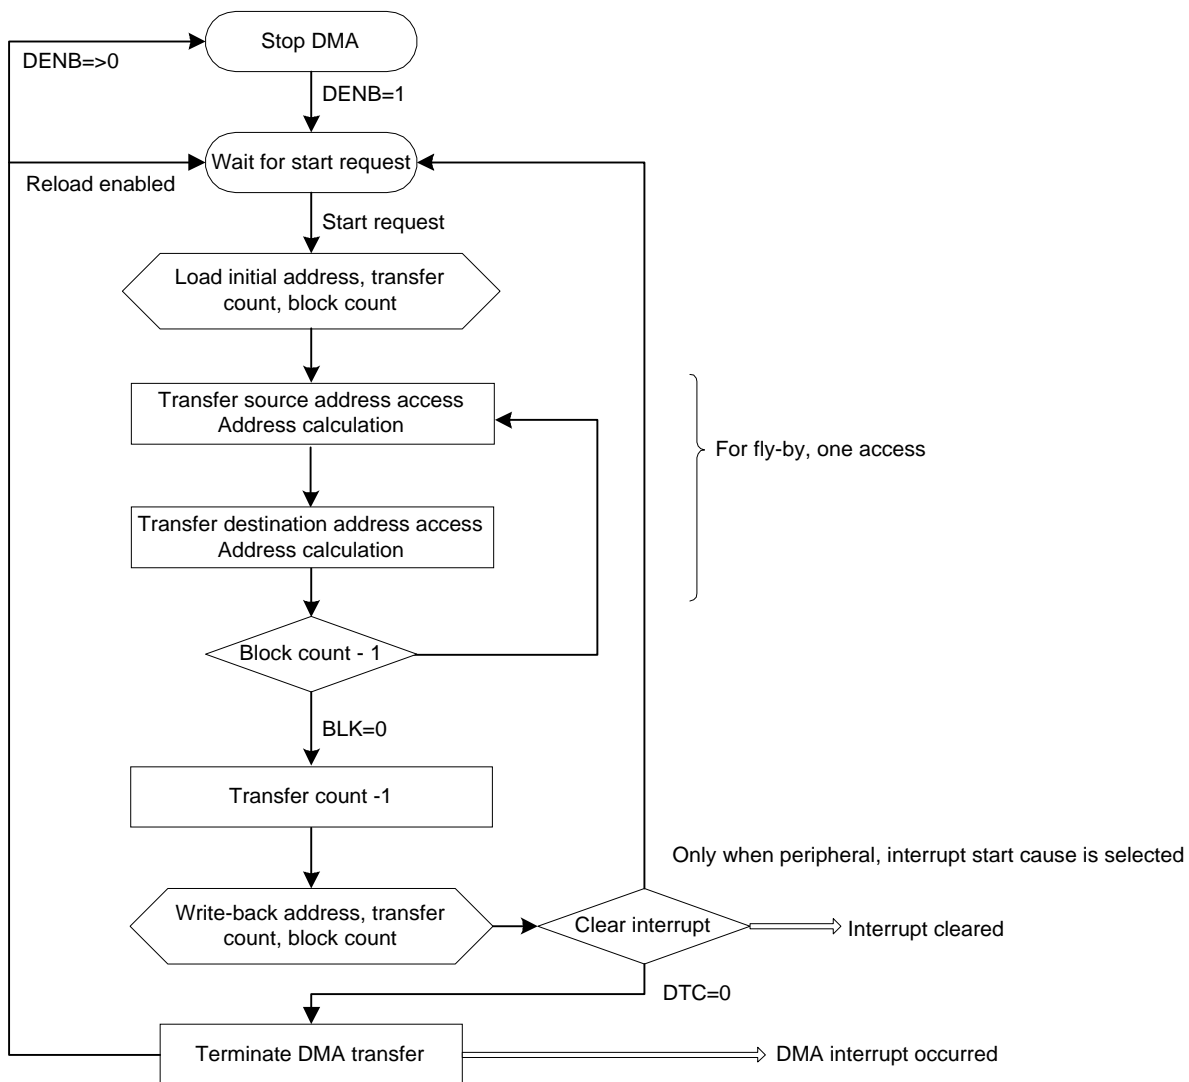 Stop DMA
DENB=>0
DENB=1
Wait for start request
Reload enabled
Start request
Load initial address, transfer
count, block count
Transfer source address access
Address calculation
For fly-by, one access
Transfer destination address access
Address calculation
Block count - 1
BLK=0
Transfer count -1
Only when peripheral, interrupt start cause is selected
Write-back address, transfer
count, block count
Clear interrupt
Interrupt cleared
DTC=0
Terminate DMA transfer
DMA interrupt occurred